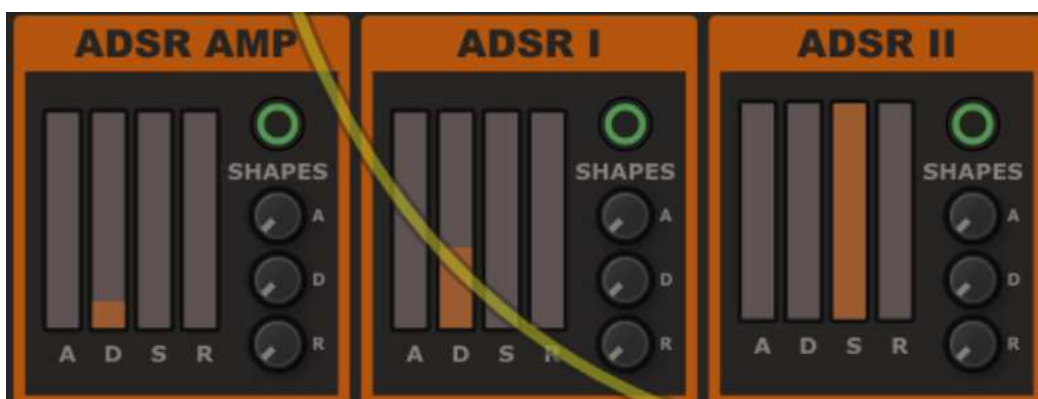 ADSR AMP
SHAPES
A
D
R
A D S R
ADSR I
SHAPES
A
D
R
A D S R
ADSR II
SHAPES
A
D
R
A D S R